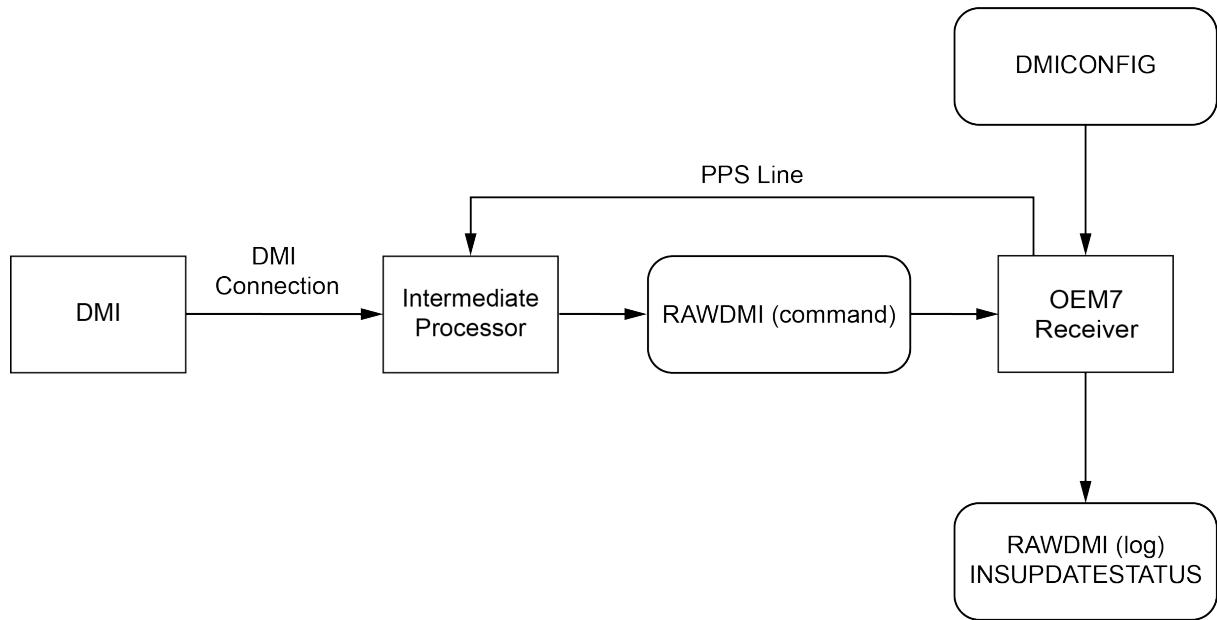 DMICONFIG
PPS Line
DMI
Connection
DMI
Intermediate
Processor
RAWDMI (command)
OEM7
Receiver
RAWDMI (log)
INSUPDATESTATUS